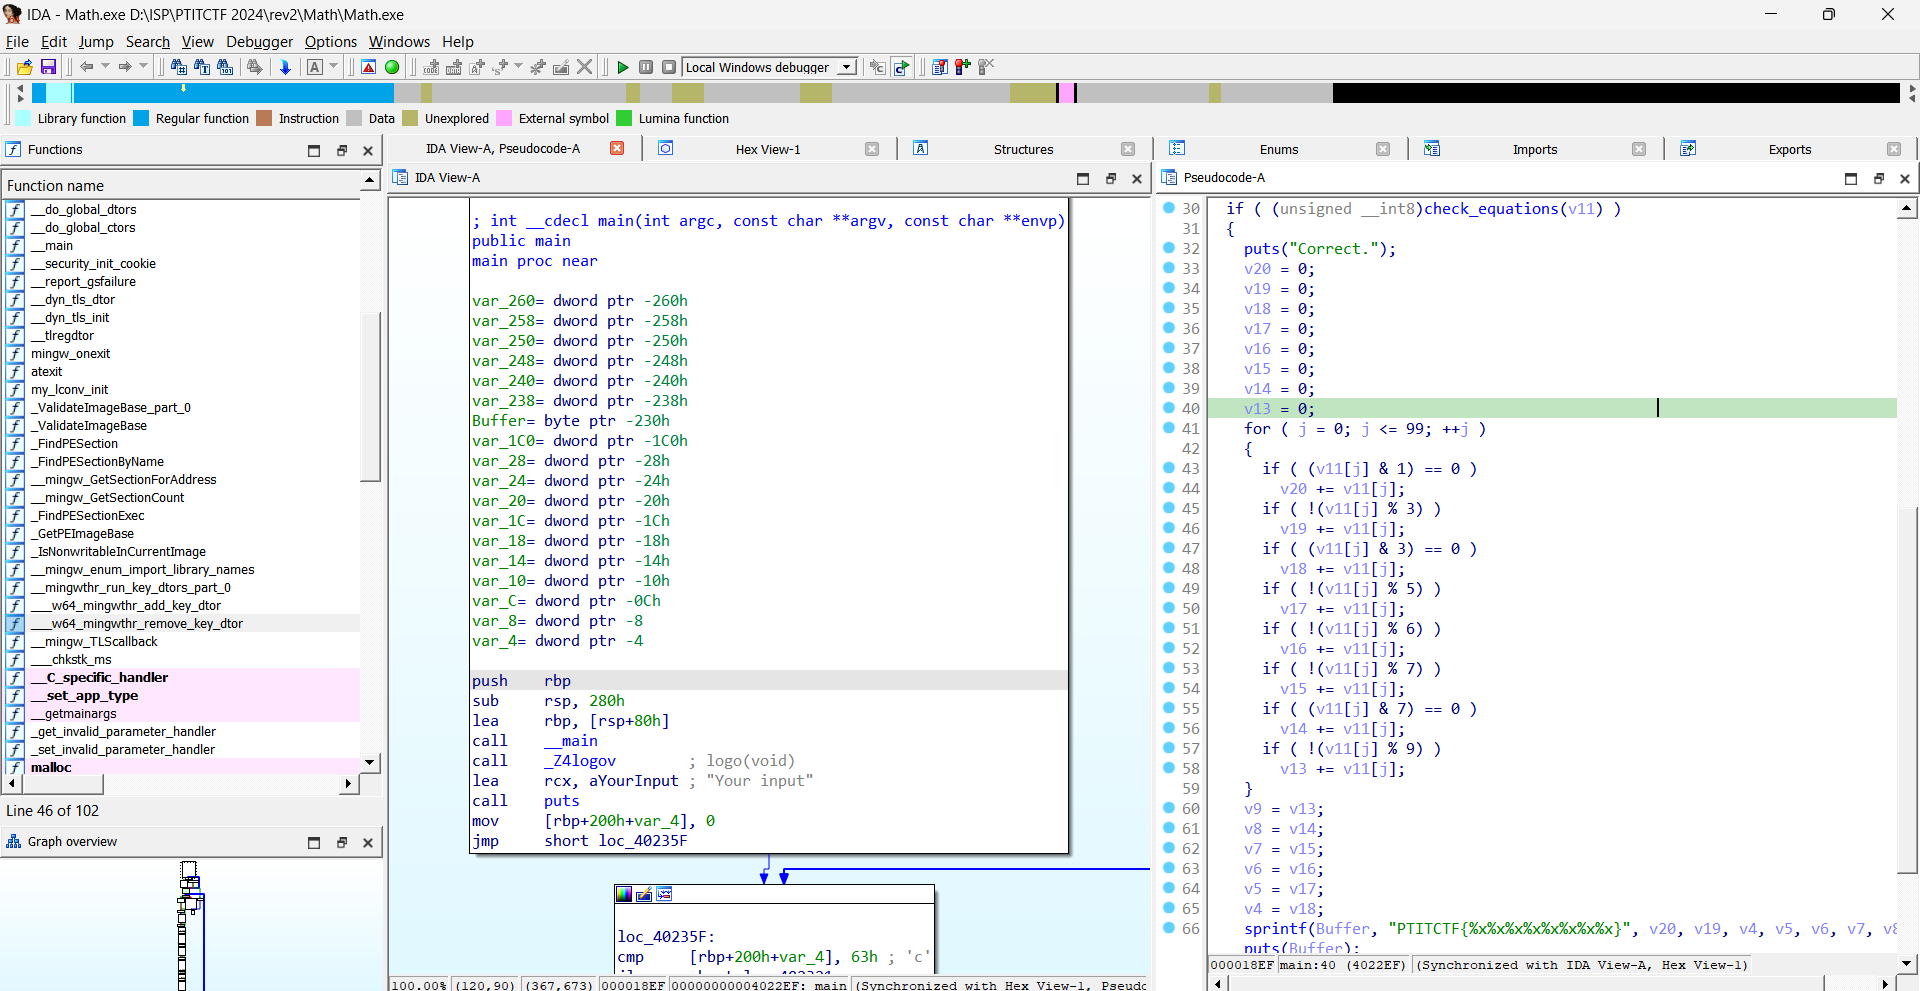 IDA - Math.exe D:\ISP\PTITCTF 2024\rev2\Math\Math.exe
File Edit Jump Search View Debugger Options Windows Help
Local Windows debugger
Library function Regular function Instruction Data Unexplored External symbol Lumina function
Functions
IDA View-A, Pseudocode-A Hex View-1 Structures Enums Imports Exports
Function name
__do_global_dtors
__do_global_ctors
__main
__security_init_cookie
__report_gsfailure
__dyn_tls_dtor
__dyn_tls_init
__tlregdtor
mingw_onexit
atexit
my_lconv_init
_ValidateImageBase_part_0
_ValidateImageBase
_FindPESection
_FindPESectionByName
__mingw_GetSectionForAddress
__mingw_GetSectionCount
_FindPESectionExec
_GetPEImageBase
_IsNonwritableInCurrentImage
__mingw_enum_import_library_names
__mingwthr_run_key_dtors_part_0
___w64_mingwthr_add_key_dtor
___w64_mingwthr_remove_key_dtor
__mingw_TLScallback
___chkstk_ms
__C_specific_handler
__set_app_type
__getmainargs
_get_invalid_parameter_handler
_set_invalid_parameter_handler
malloc
Line 46 of 102
Graph overview
IDA View-A
; int __cdecl main(int argc, const char **argv, const char **envp)
public main
main proc near
var_260= dword ptr -260h
var_258= dword ptr -258h
var_250= dword ptr -250h
var_248= dword ptr -248h
var_240= dword ptr -240h
var_238= dword ptr -238h
Buffer= byte ptr -230h
var_1C0= dword ptr -1C0h
var_28= dword ptr -28h
var_24= dword ptr -24h
var_20= dword ptr -20h
var_1C= dword ptr -1Ch
var_18= dword ptr -18h
var_14= dword ptr -14h
var_10= dword ptr -10h
var_C= dword ptr -0Ch
var_8= dword ptr -8
var_4= dword ptr -4
push rbp
sub rsp, 280h
lea rbp, [rsp+80h]
call __main
call _Z4logov ; logo(void)
lea rcx, aYourInput ; "Your input"
call puts
mov [rbp+200h+var_4], 0
jmp short loc_40235F
loc_40235F:
cmp [rbp+200h+var_4], 63h ; 'c'
100.00% (120,90) (367,673) 000018EF 00000000004022EF: main (Synchronized with Hex View-1, Pseudo
Pseudocode-A
30 if ( (unsigned __int8)check_equations(v11) )
31 {
32 puts("Correct.");
33 v20 = 0;
34 v19 = 0;
35 v18 = 0;
36 v17 = 0;
37 v16 = 0;
38 v15 = 0;
39 v14 = 0;
40 v13 = 0;
41 for ( j = 0; j <= 99; ++j )
42 {
43 if ( (v11[j] & 1) == 0 )
44 v20 += v11[j];
45 if ( !(v11[j] % 3) )
46 v19 += v11[j];
47 if ( (v11[j] & 3) == 0 )
48 v18 += v11[j];
49 if ( !(v11[j] % 5) )
50 v17 += v11[j];
51 if ( !(v11[j] % 6) )
52 v16 += v11[j];
53 if ( !(v11[j] % 7) )
54 v15 += v11[j];
55 if ( (v11[j] & 7) == 0 )
56 v14 += v11[j];
57 if ( !(v11[j] % 9) )
58 v13 += v11[j];
59 }
60 v9 = v13;
61 v8 = v14;
62 v7 = v15;
63 v6 = v16;
64 v5 = v17;
65 v4 = v18;
66 sprintf(Buffer, "PTITCTF{%x%x%x%x%x%x%x%x}", v20, v19, v4, v5, v6, v7, v8
puts(Buffer);
000018EF main:40 (4022EF) (Synchronized with IDA View-A, Hex View-1)